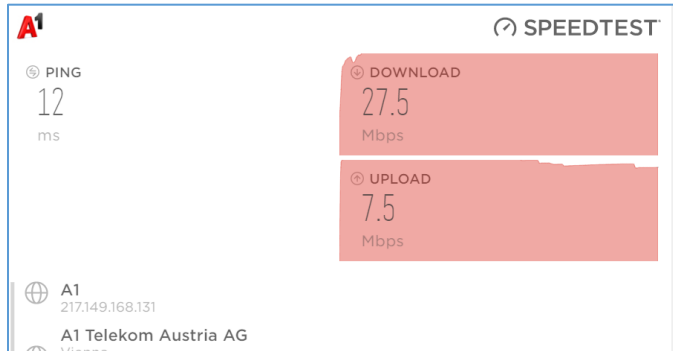 A1
SPEEDTEST
PING
12
ms
DOWNLOAD
27.5
Mbps
UPLOAD
7.5
Mbps
A1
217.149.168.131
A1 Telekom Austria AG
Vienna